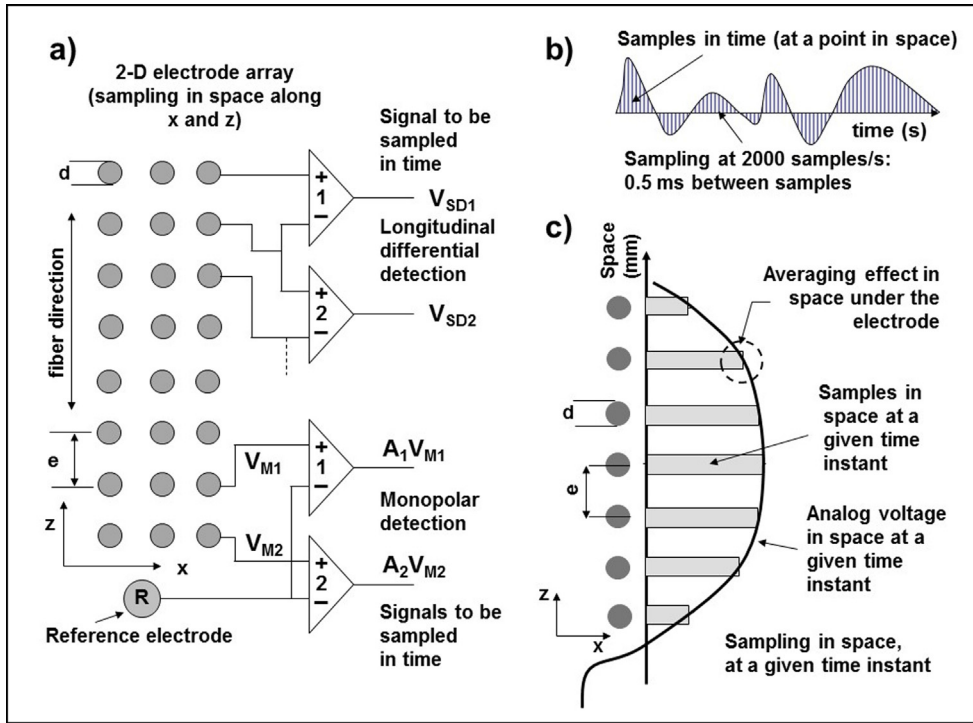 a)
2-D electrode array
(sampling in space along
x and z)
d
fiber direction
e
z
x
R
Reference electrode
Signal to be
sampled
in time
+
1
−
V_SD1
Longitudinal
differential
detection
+
2
−
V_SD2
V_M1
+
1
−
A_1V_M1
Monopolar
detection
V_M2
+
2
−
A_2V_M2
Signals to be
sampled
in time
b)
Samples in time (at a point in space)
time (s)
Sampling at 2000 samples/s:
0.5 ms between samples
c)
Space
(mm)
Averaging effect in
space under the
electrode
d
Samples in
space at a
given time
instant
e
Analog voltage
in space at a
given time
instant
z
x
Sampling in space,
at a given time instant